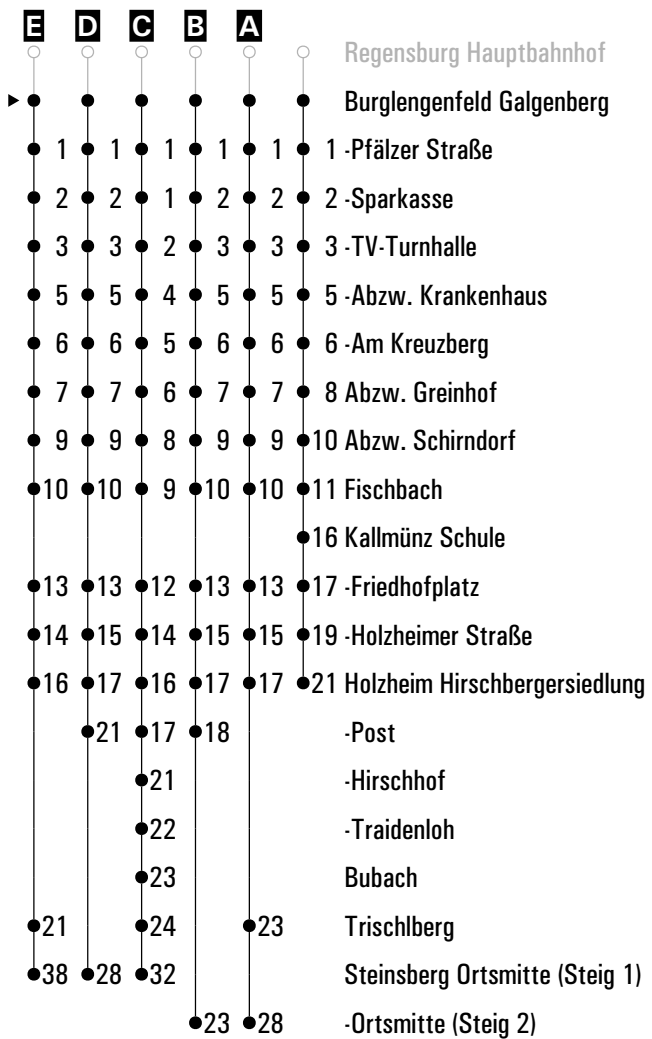 E D C B A
Regensburg Hauptbahnhof
Burglengenfeld Galgenberg
1 1 1 1 1 1 -Pfälzer Straße
2 2 1 2 2 2 -Sparkasse
3 3 2 3 3 3 -TV-Turnhalle
5 5 4 5 5 5 -Abzw. Krankenhaus
6 6 5 6 6 6 -Am Kreuzberg
7 7 6 7 7 8 Abzw. Greinhof
9 9 8 9 9 10 Abzw. Schirndorf
10 10 9 10 10 11 Fischbach
16 Kallmünz Schule
13 13 12 13 13 17 -Friedhofplatz
14 15 14 15 15 19 -Holzheimer Straße
16 17 16 17 17 21 Holzheim Hirschbergersiedlung
21 17 18 -Post
21 -Hirschhof
22 -Traidenloh
23 Bubach
21 24 23 Trischlberg
38 28 32 Steinsberg Ortsmitte (Steig 1)
23 28 -Ortsmitte (Steig 2)